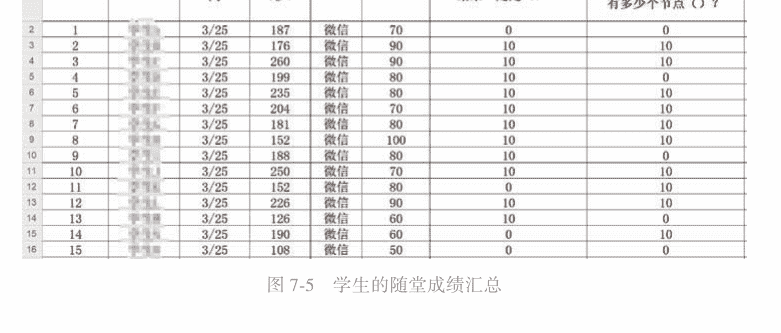 有多少个节点（）？
2 1 3/25 187 微信 70 0 0
3 2 3/25 176 微信 90 10 10
4 3 3/25 260 微信 90 10 10
5 4 3/25 199 微信 80 10 0
6 5 3/25 235 微信 80 10 10
7 6 3/25 204 微信 70 10 10
8 7 3/25 181 微信 80 10 10
9 8 3/25 152 微信 100 10 10
10 9 3/25 188 微信 80 10 0
11 10 3/25 250 微信 70 10 10
12 11 3/25 152 微信 80 0 10
13 12 3/25 226 微信 90 10 10
14 13 3/25 126 微信 60 10 0
15 14 3/25 190 微信 60 0 10
16 15 3/25 108 微信 50 0 0
图 7-5 学生的随堂成绩汇总